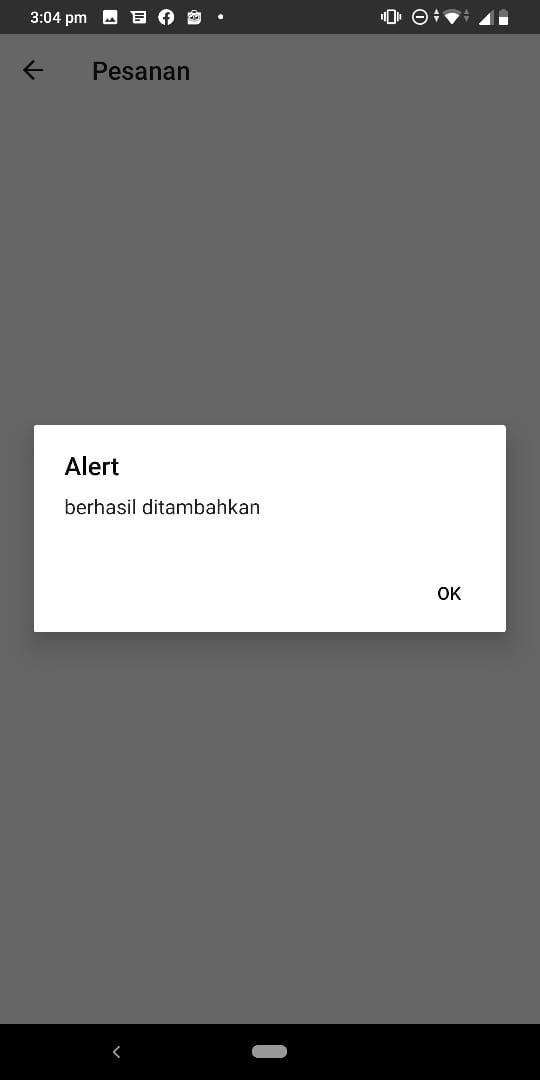 3:04 pm
Pesanan
Alert
berhasil ditambahkan
OK